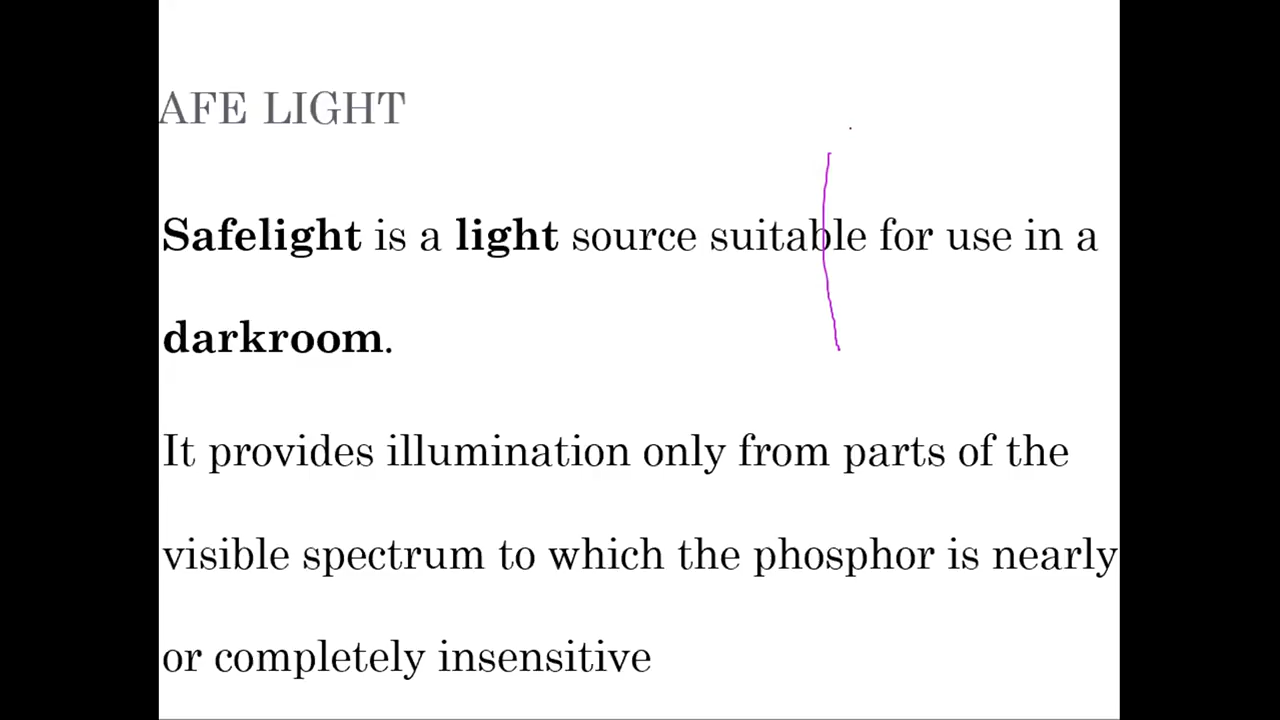 AFE LIGHT
Safelight is a light source suitable for use in a
darkroom.
It provides illumination only from parts of the
visible spectrum to which the phosphor is nearly
or completely insensitive